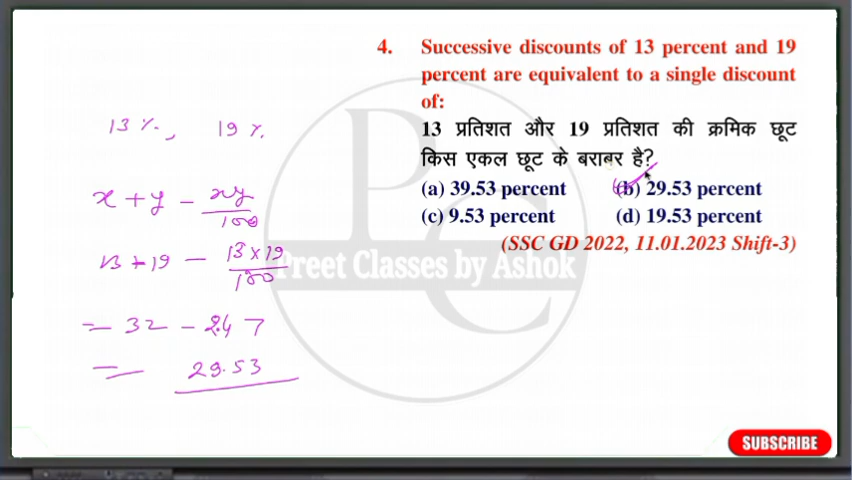 4. Successive discounts of 13 percent and 19
percent are equivalent to a single discount
of:
13 प्रतिशत और 19 प्रतिशत की क्रमिक छूट
किस एकल छूट के बराबर है?
(a) 39.53 percent (b) 29.53 percent
(c) 9.53 percent (d) 19.53 percent
(SSC GD 2022, 11.01.2023 Shift-3)
13 %, 19 %.
x + y - xy/100
13 + 19 - 13 × 19/100
= 32 - 2.47
= 29.53
Preet Classes by Ashok
SUBSCRIBE